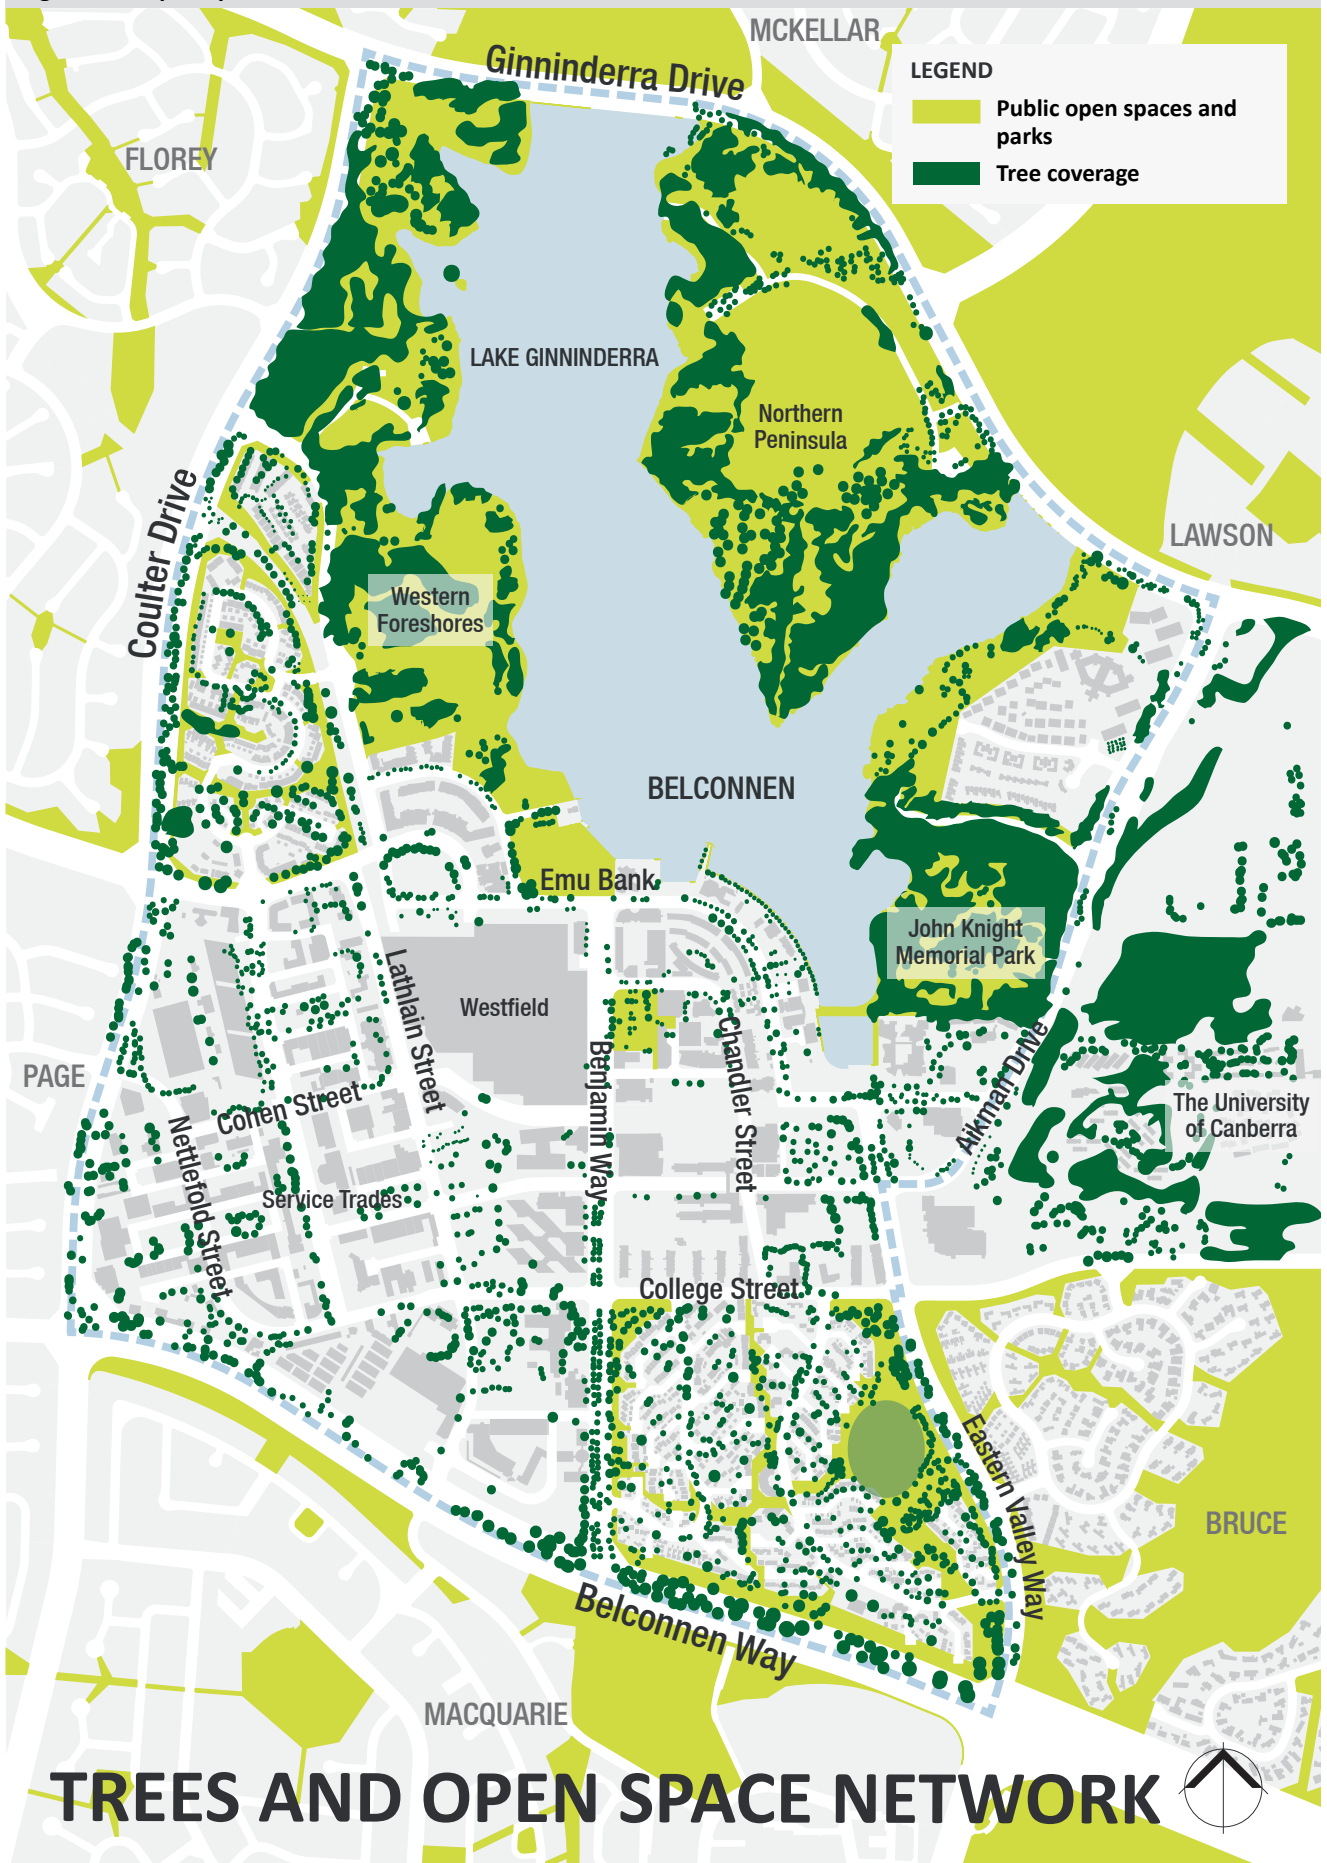 MCKELLAR
Ginninderra Drive
LEGEND
Public open spaces and
parks
Tree coverage
FLOREY
LAKE GINNINDERRA
Northern
Peninsula
Coulter Drive
LAWSON
Western
Foreshores
BELCONNEN
Emu Bank
John Knight
Memorial Park
Lathlain Street
Westfield
Benjamin Way
Chandler Street
Aikman Drive
PAGE
Cohen Street
Nettlefold Street
The University
of Canberra
Service Trades
College Street
Eastern Valley Way
BRUCE
Belconnen Way
MACQUARIE
TREES AND OPEN SPACE NETWORK